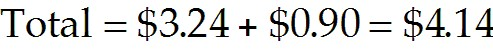 Total = $3.24 + $0.90 = $4.14